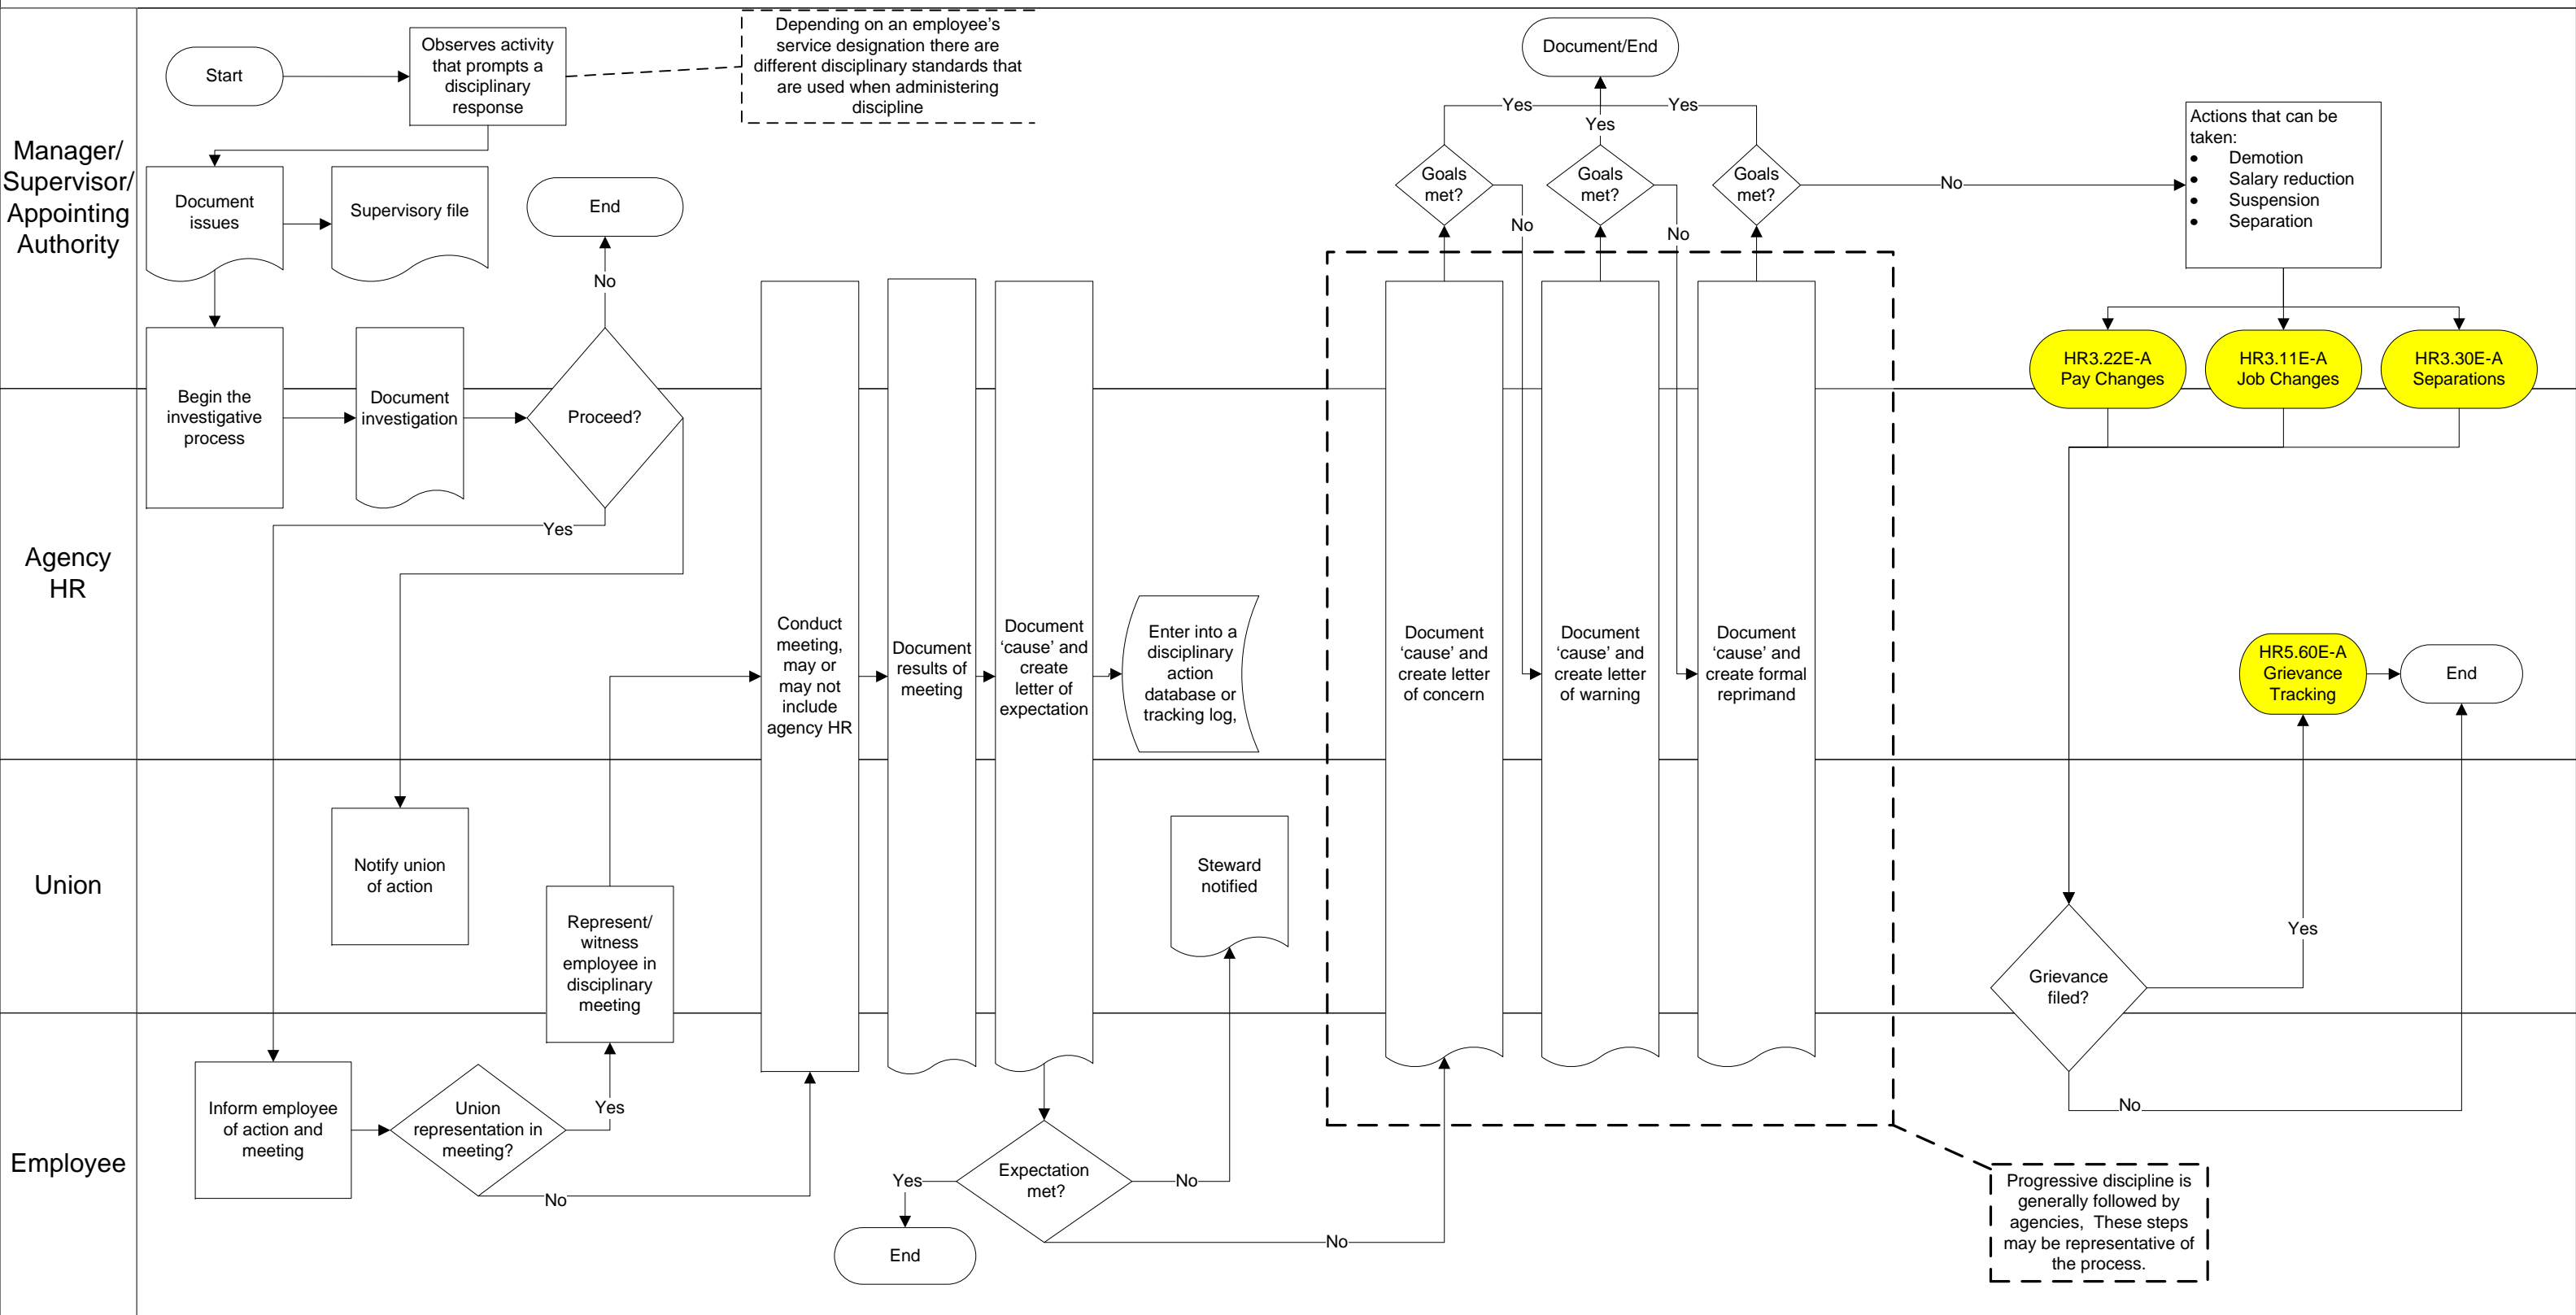 Manager/
Supervisor/
Appointing
Authority
Start
Observes activity
that prompts a
disciplinary
response
Depending on an employee’s
service designation there are
different disciplinary standards that
are used when administering
discipline
Document
issues
Supervisory file
End
No
Begin the
investigative
process
Document
investigation
Proceed?
Yes
Document/End
Yes
Yes
Yes
Goals
met?
No
Goals
met?
No
Goals
met?
No
Actions that can be
taken:
• Demotion
• Salary reduction
• Suspension
• Separation
HR3.22E-A
Pay Changes
HR3.11E-A
Job Changes
HR3.30E-A
Separations
Agency
HR
Conduct
meeting,
may or
may not
include
agency HR
Document
results of
meeting
Document
‘cause’ and
create
letter of
expectation
Enter into a
disciplinary
action
database or
tracking log,
Document
‘cause’ and
create letter
of concern
Document
‘cause’ and
create letter
of warning
Document
‘cause’ and
create formal
reprimand
HR5.60E-A
Grievance
Tracking
End
Union
Notify union
of action
Represent/
witness
employee in
disciplinary
meeting
Steward
notified
Grievance
filed?
Yes
No
Employee
Inform employee
of action and
meeting
Union
representation in
meeting?
Yes
No
Expectation
met?
Yes
No
No
End
Progressive discipline is
generally followed by
agencies,  These steps
may be representative of
the process.